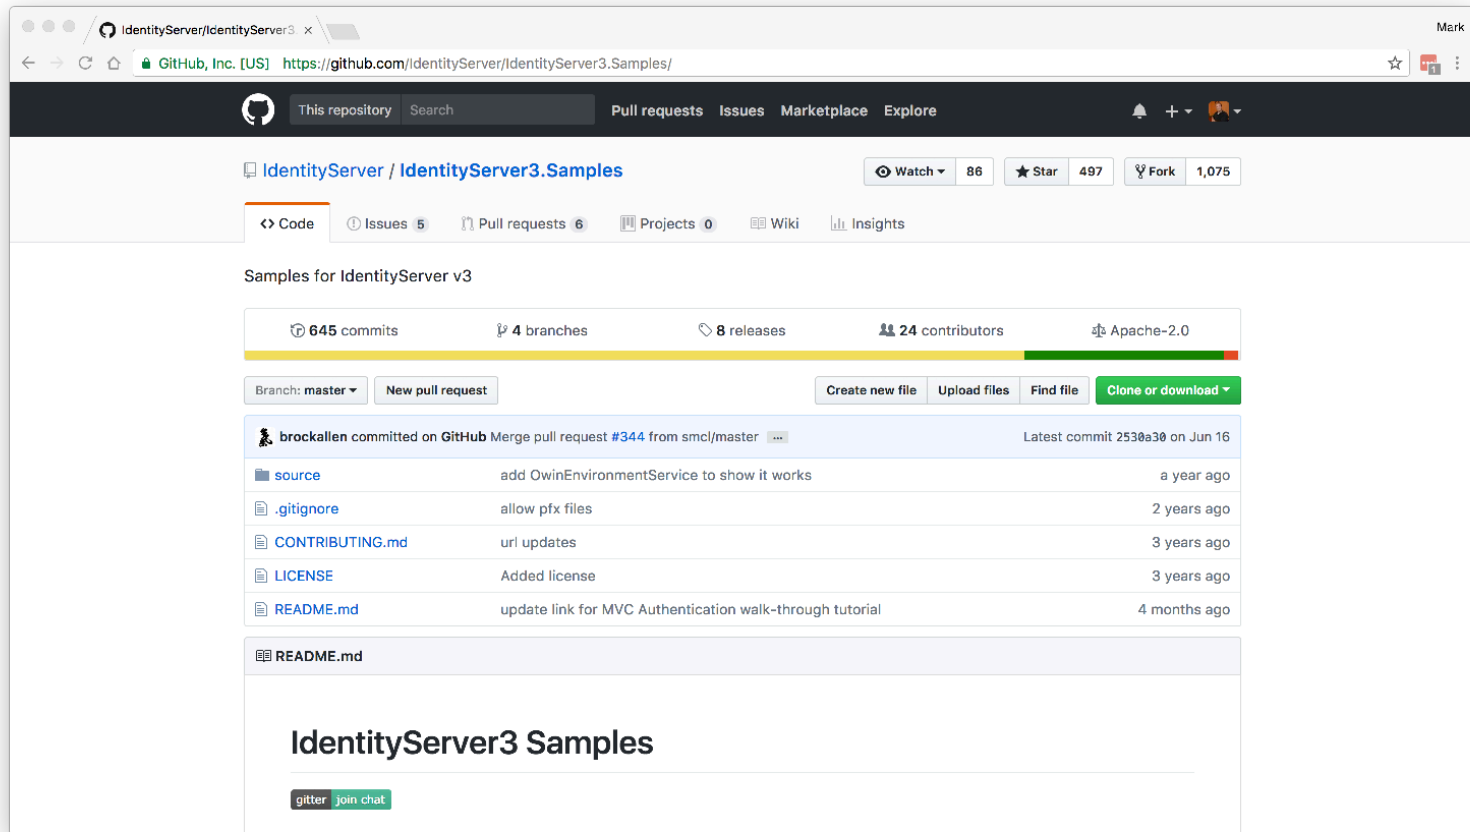 IdentityServer/IdentityServer3. ×
Mark
GitHub, Inc. [US] https://github.com/IdentityServer/IdentityServer3.Samples/
1
This repository Search Pull requests Issues Marketplace Explore
IdentityServer / IdentityServer3.Samples
Watch 86 Star 497 Fork 1,075
Code Issues 5 Pull requests 6 Projects 0 Wiki Insights
Samples for IdentityServer v3
645 commits 4 branches 8 releases 24 contributors Apache-2.0
Branch: master New pull request Create new file Upload files Find file Clone or download
brockallen committed on GitHub Merge pull request #344 from smcl/master ... Latest commit 2530a30 on Jun 16
source add OwinEnvironmentService to show it works a year ago
.gitignore allow pfx files 2 years ago
CONTRIBUTING.md url updates 3 years ago
LICENSE Added license 3 years ago
README.md update link for MVC Authentication walk-through tutorial 4 months ago
README.md
IdentityServer3 Samples
gitter join chat